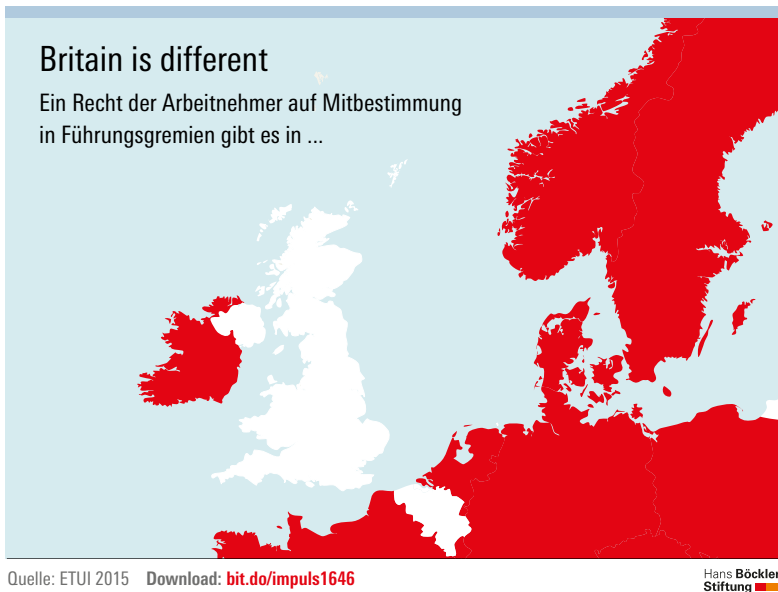 Britain is different
Ein Recht der Arbeitnehmer auf Mitbestimmung
in Führungsgremien gibt es in ...
Quelle: ETUI 2015 Download: bit.do/impuls1646
Hans Böckler
Stiftung